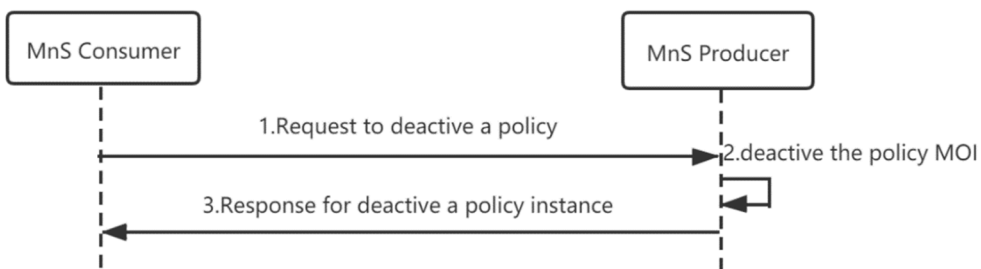 MnS Consumer
MnS Producer
1.Request to deactive a policy
2.deactive the policy MOI
3.Response for deactive a policy instance